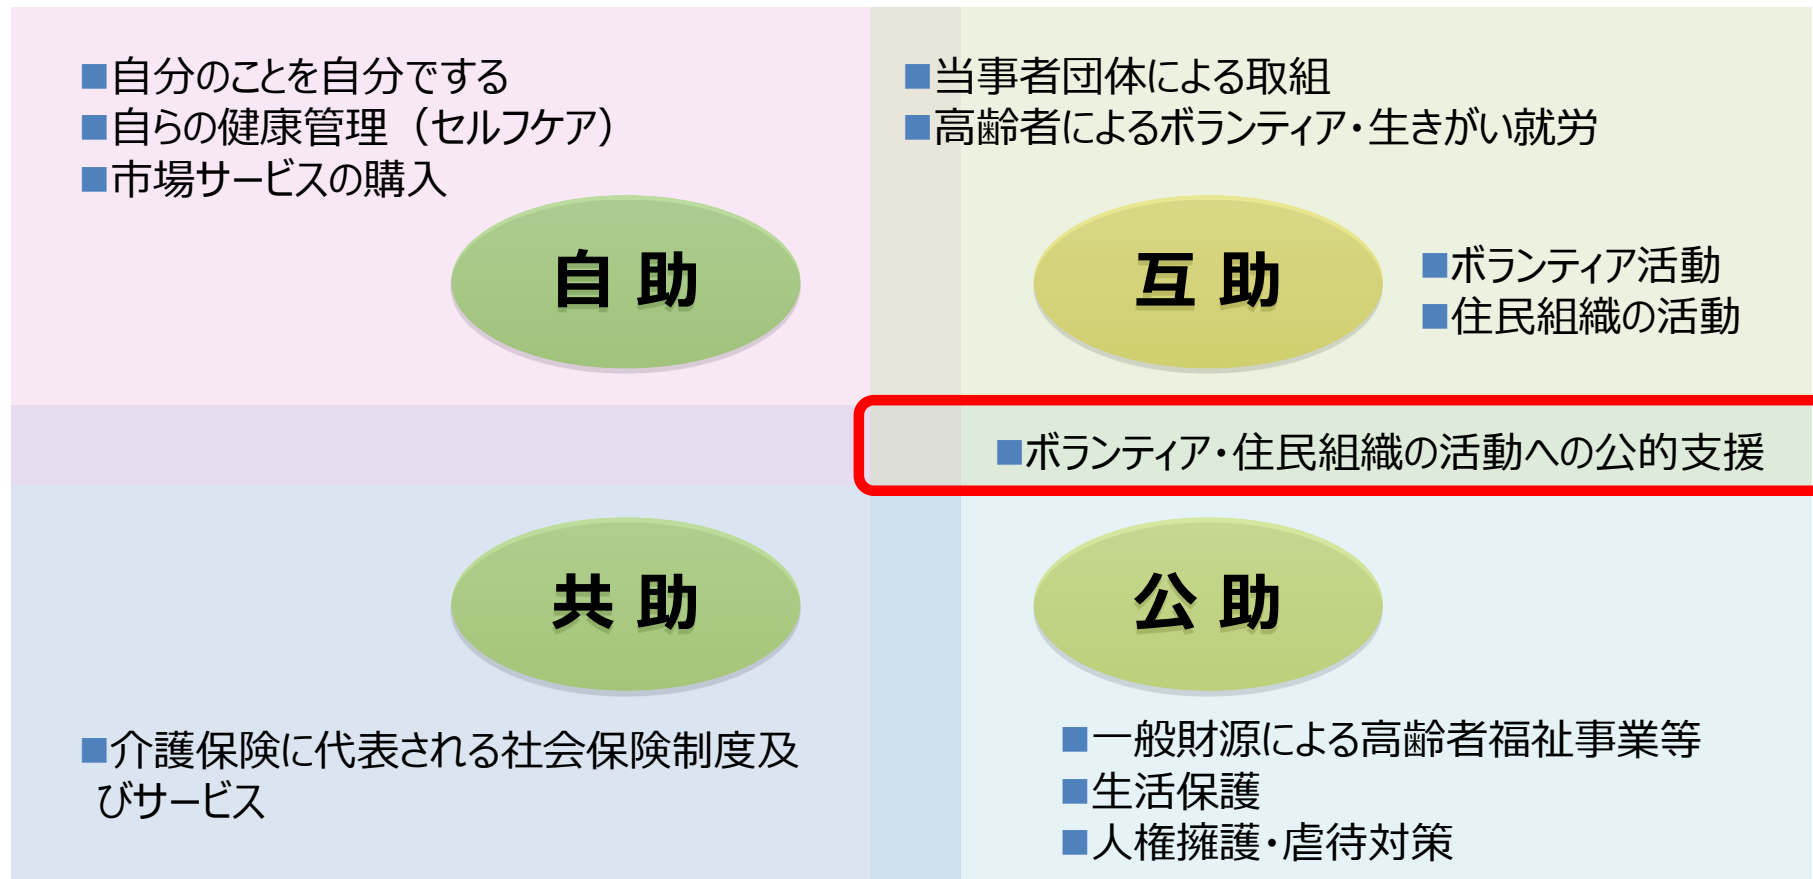 ■自分のことを自分でする
■自らの健康管理（セルフケア）
■市場サービスの購入
自助
■当事者団体による取組
■高齢者によるボランティア・生きがい就労
互助
■ボランティア活動
■住民組織の活動
■ボランティア・住民組織の活動への公的支援
共助
■介護保険に代表される社会保険制度及
びサービス
公助
■一般財源による高齢者福祉事業等
■生活保護
■人権擁護・虐待対策